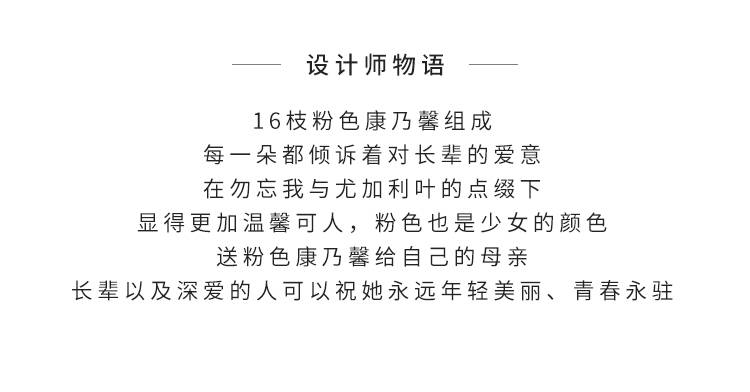 设计师物语
16枝粉色康乃馨组成
每一朵都倾诉着对长辈的爱意
在勿忘我与尤加利叶的点缀下
显得更加温馨可人，粉色也是少女的颜色
送粉色康乃馨给自己的母亲
长辈以及深爱的人可以祝她永远年轻美丽、青春永驻